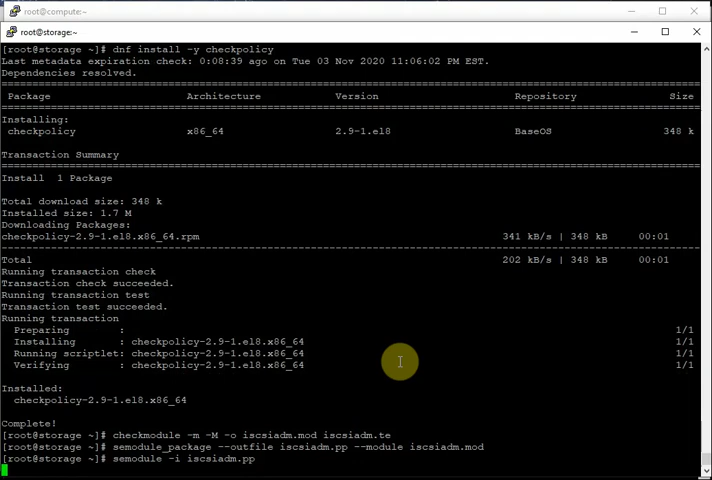 root@compute:~
root@storage:~
[root@storage ~]# dnf install -y checkpolicy
Last metadata expiration check: 0:08:39 ago on Tue 03 Nov 2020 11:06:02 PM EST.
Dependencies resolved.
Package Architecture Version Repository Size
Installing:
checkpolicy x86_64 2.9-1.el8 BaseOS 348 k
Transaction Summary
Install 1 Package
Total download size: 348 k
Installed size: 1.7 M
Downloading Packages:
checkpolicy-2.9-1.el8.x86_64.rpm 341 kB/s | 348 kB 00:01
Total 202 kB/s | 348 kB 00:01
Running transaction check
Transaction check succeeded.
Running transaction test
Transaction test succeeded.
Running transaction
Preparing : 1/1
Installing : checkpolicy-2.9-1.el8.x86_64 1/1
Running scriptlet: checkpolicy-2.9-1.el8.x86_64 1/1
Verifying : checkpolicy-2.9-1.el8.x86_64 1/1
Installed:
checkpolicy-2.9-1.el8.x86_64
Complete!
[root@storage ~]# checkmodule -m -M -o iscsiadm.mod iscsiadm.te
[root@storage ~]# semodule_package --outfile iscsiadm.pp --module iscsiadm.mod
[root@storage ~]# semodule -i iscsiadm.pp